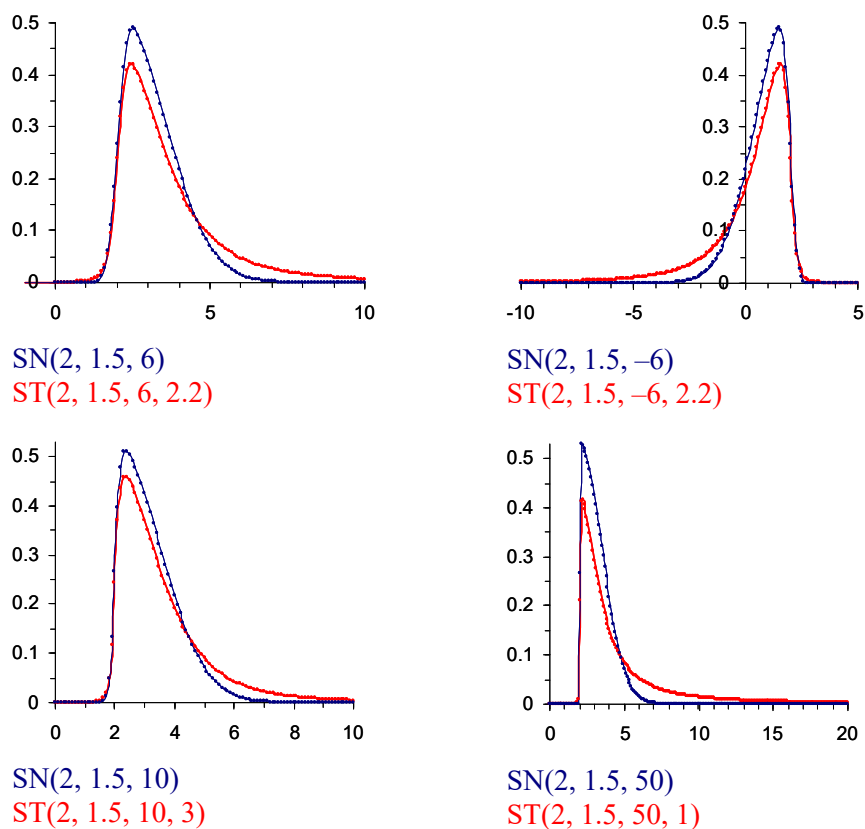 0.5
0.4
0.3
0.2
0.1
0
0 5 10
SN(2, 1.5, 6)
ST(2, 1.5, 6, 2.2)
0.5
0.4
0.3
0.2
0.1
0
-10 -5 0 5
SN(2, 1.5, –6)
ST(2, 1.5, –6, 2.2)
0.5
0.4
0.3
0.2
0.1
0
0 2 4 6 8 10
SN(2, 1.5, 10)
ST(2, 1.5, 10, 3)
0.5
0.4
0.3
0.2
0.1
0
0 5 10 15 20
SN(2, 1.5, 50)
ST(2, 1.5, 50, 1)